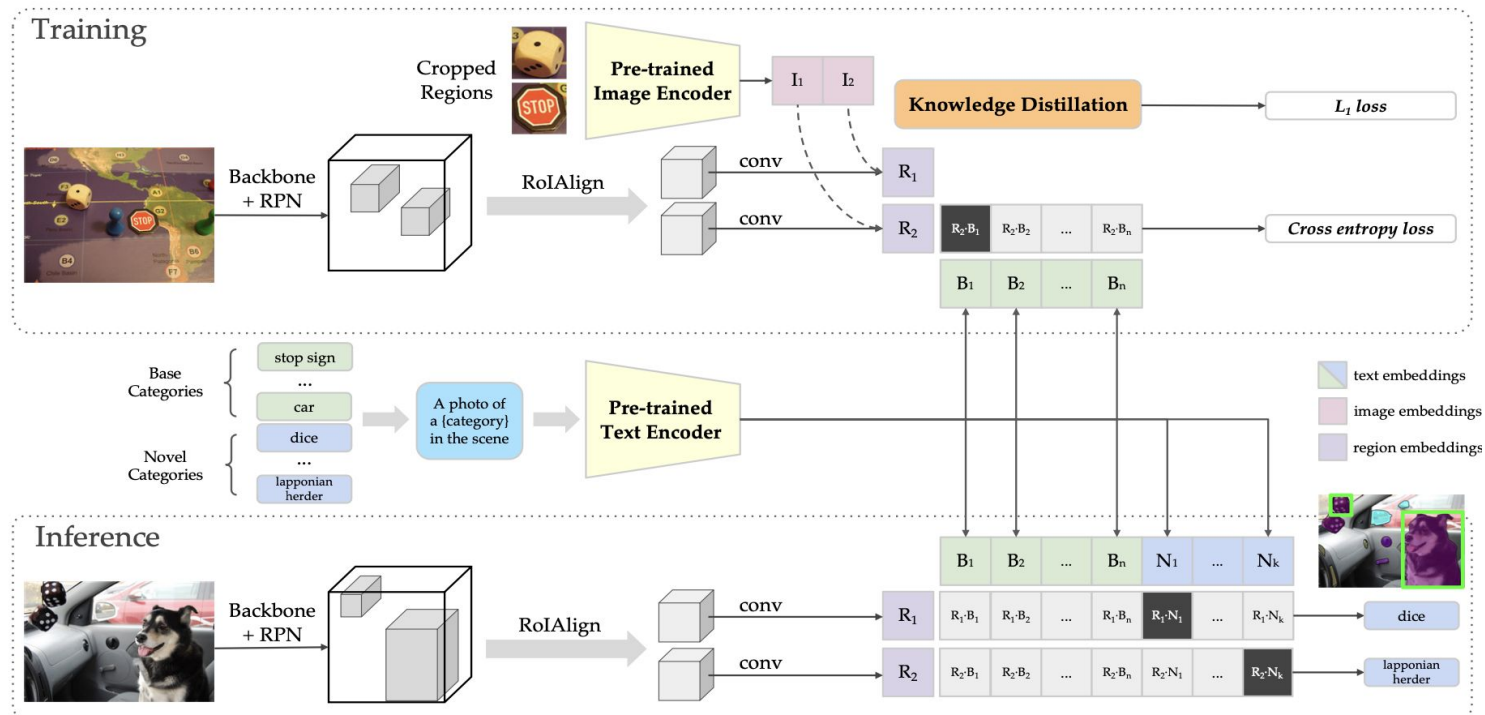 Training
Cropped
Regions
STOP
Pre-trained
Image Encoder
I₁ I₂
Knowledge Distillation
L₁ loss
Backbone
+ RPN
RoIAlign
conv
R₁
conv
R₂
R₂·B₁ R₂·B₂ ... R₂·Bₙ
Cross entropy loss
B₁ B₂ ... Bₙ
STOP
Base
Categories
stop sign
...
car
Novel
Categories
dice
...
lapponian
herder
A photo of
a {category}
in the scene
Pre-trained
Text Encoder
text embeddings
image embeddings
region embeddings
Inference
Backbone
+ RPN
RoIAlign
B₁ B₂ ... Bₙ N₁ ... Nₖ
conv
R₁
R₁·B₁ R₁·B₂ ... R₁·Bₙ R₁·N₁ ... R₁·Nₖ
dice
conv
R₂
R₂·B₁ R₂·B₂ ... R₂·Bₙ R₂·N₁ ... R₂·Nₖ
lapponian
herder